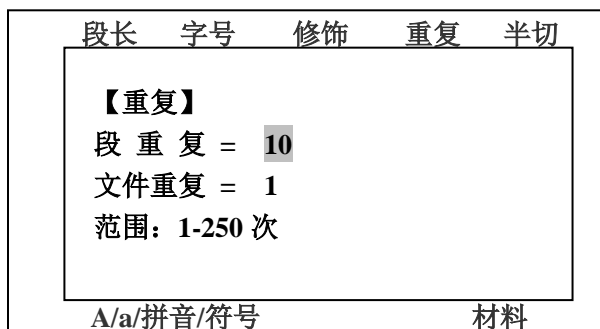 段长 字号 修饰 重复 半切
【重复】
段 重 复 = 10
文件重复 = 1
范围：1-250 次
A/a/拼音/符号 材料